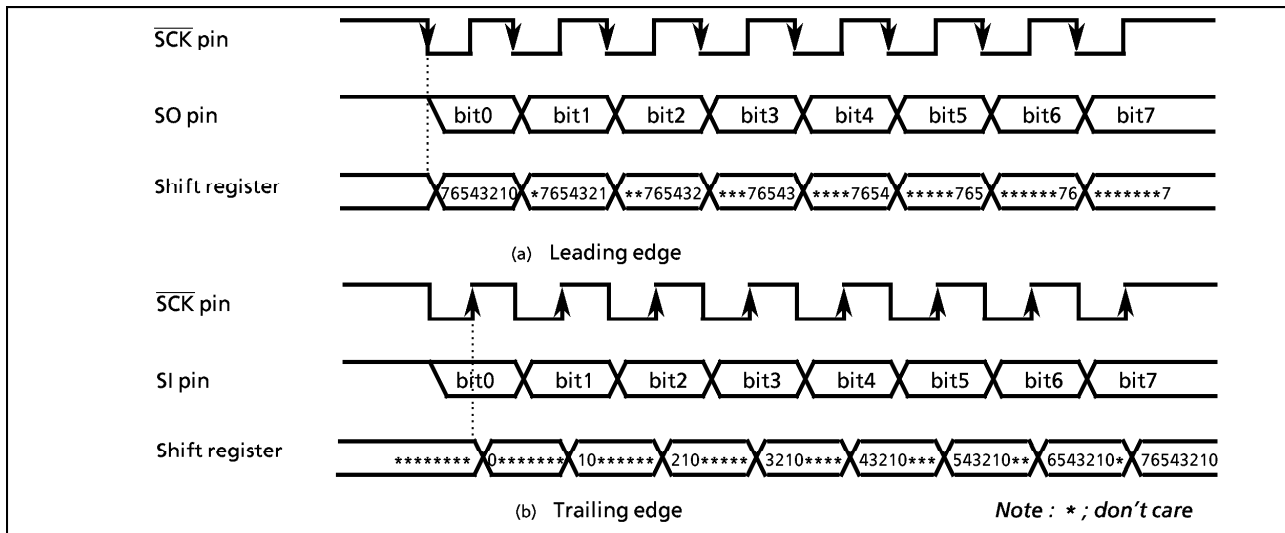 SCK pin
SO pin
bit0 bit1 bit2 bit3 bit4 bit5 bit6 bit7
Shift register
76543210 *7654321 **765432 ***76543 ****7654 *****765 ******76 *******7
(a) Leading edge
SCK pin
SI pin
bit0 bit1 bit2 bit3 bit4 bit5 bit6 bit7
Shift register
******** 0******* 10****** 210***** 3210**** 43210*** 543210** 6543210* 76543210
(b) Trailing edge
Note : * ; don't care